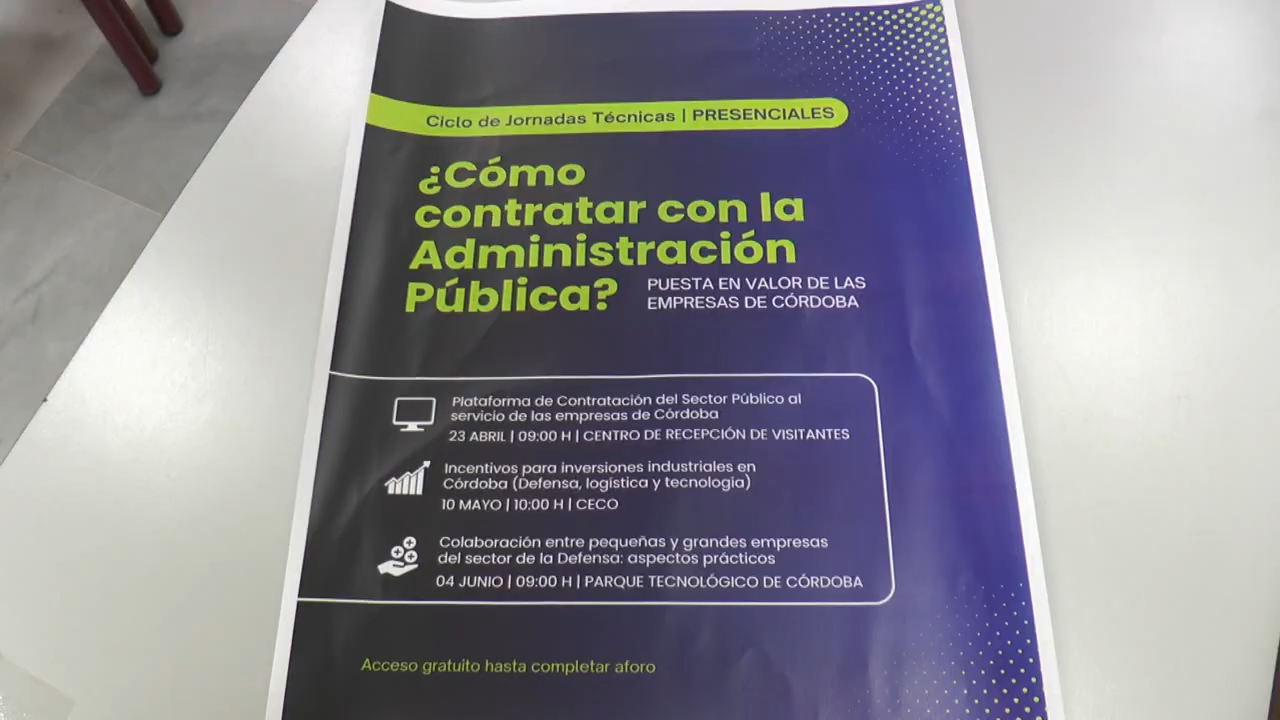 Ciclo de Jornadas Técnicas | PRESENCIALES
¿Cómo
contratar con la
Administración
Pública?
PUESTA EN VALOR DE LAS
EMPRESAS DE CÓRDOBA
Plataforma de Contratación del Sector Público al
servicio de las empresas de Córdoba
23 ABRIL | 09:00 H | CENTRO DE RECEPCIÓN DE VISITANTES
Incentivos para inversiones industriales en
Córdoba (Defensa, logística y tecnología)
10 MAYO | 10:00 H | CECO
Colaboración entre pequeñas y grandes empresas
del sector de la Defensa: aspectos prácticos
04 JUNIO | 09:00 H | PARQUE TECNOLÓGICO DE CÓRDOBA
Acceso gratuito hasta completar aforo